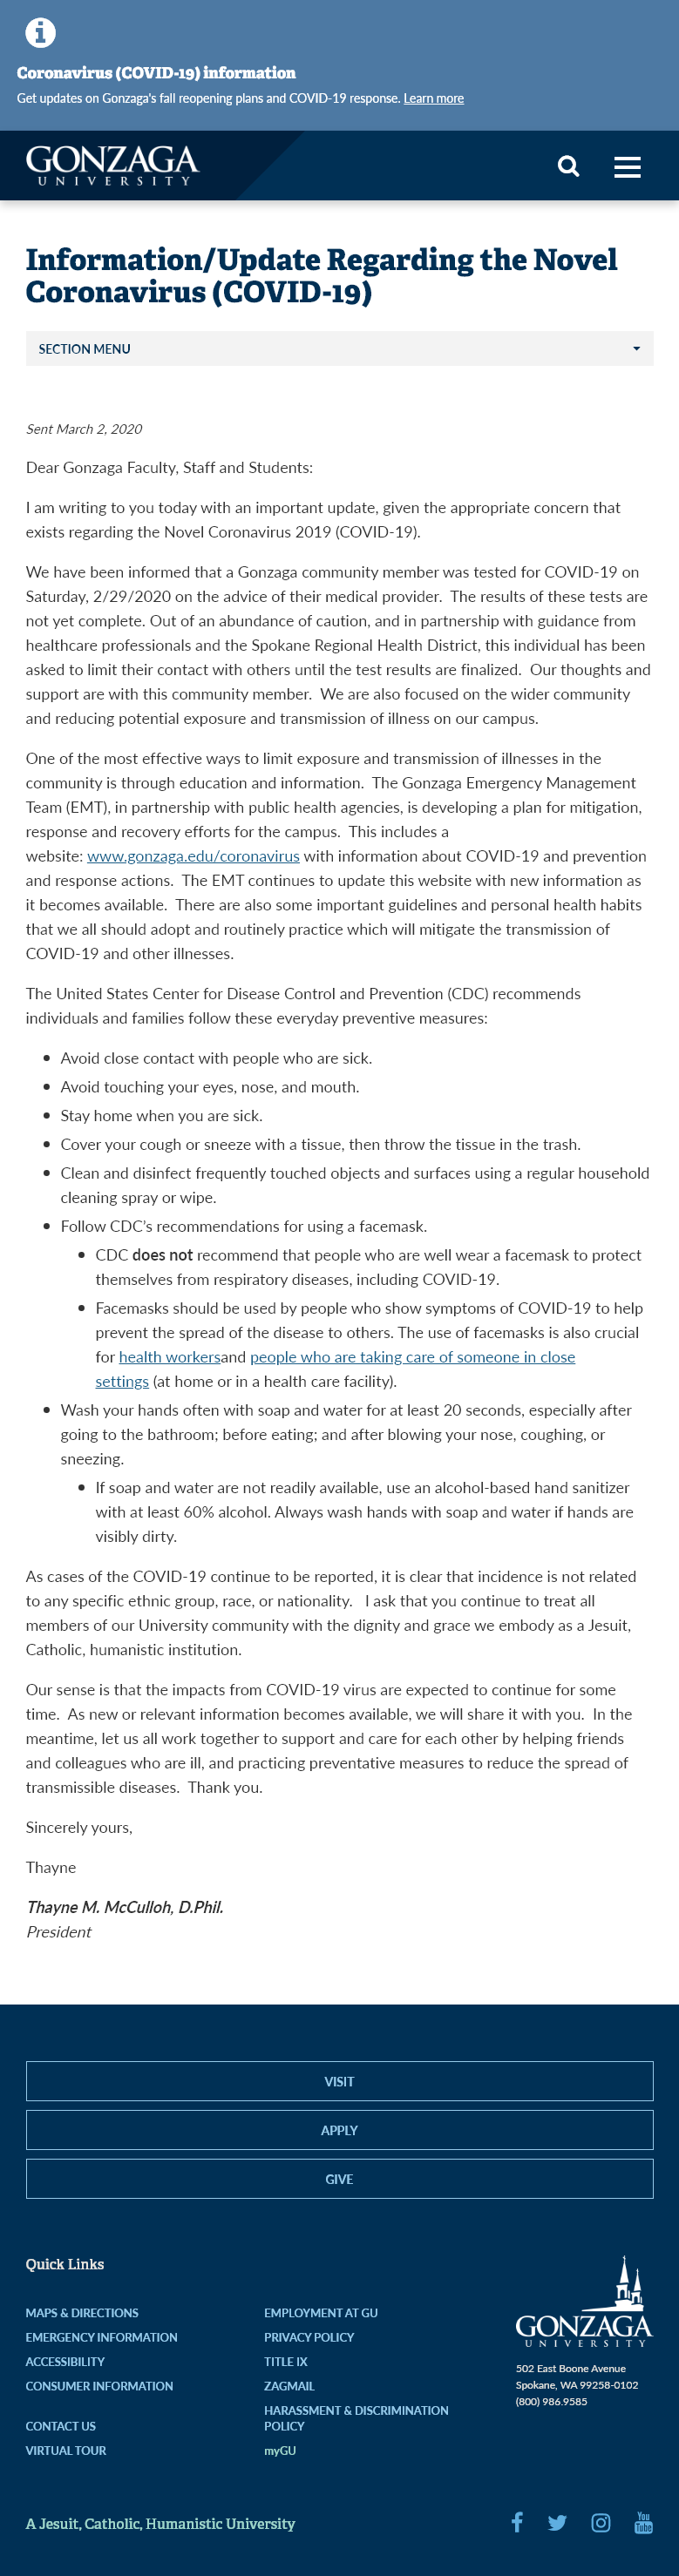 Coronavirus (COVID-19) information
Get updates on Gonzaga's fall reopening plans and COVID-19 response. Learn more
GONZAGA
UNIVERSITY
Information/Update Regarding the Novel
Coronavirus (COVID-19)
SECTION MENU
Sent March 2, 2020
Dear Gonzaga Faculty, Staff and Students:
I am writing to you today with an important update, given the appropriate concern that
exists regarding the Novel Coronavirus 2019 (COVID-19).
We have been informed that a Gonzaga community member was tested for COVID-19 on
Saturday, 2/29/2020 on the advice of their medical provider.  The results of these tests are
not yet complete. Out of an abundance of caution, and in partnership with guidance from
healthcare professionals and the Spokane Regional Health District, this individual has been
asked to limit their contact with others until the test results are finalized.  Our thoughts and
support are with this community member.  We are also focused on the wider community
and reducing potential exposure and transmission of illness on our campus.
One of the most effective ways to limit exposure and transmission of illnesses in the
community is through education and information.  The Gonzaga Emergency Management
Team (EMT), in partnership with public health agencies, is developing a plan for mitigation,
response and recovery efforts for the campus.  This includes a
website: www.gonzaga.edu/coronavirus with information about COVID-19 and prevention
and response actions.  The EMT continues to update this website with new information as
it becomes available.  There are also some important guidelines and personal health habits
that we all should adopt and routinely practice which will mitigate the transmission of
COVID-19 and other illnesses.
The United States Center for Disease Control and Prevention (CDC) recommends
individuals and families follow these everyday preventive measures:
• Avoid close contact with people who are sick.
• Avoid touching your eyes, nose, and mouth.
• Stay home when you are sick.
• Cover your cough or sneeze with a tissue, then throw the tissue in the trash.
• Clean and disinfect frequently touched objects and surfaces using a regular household
cleaning spray or wipe.
• Follow CDC's recommendations for using a facemask.
• CDC does not recommend that people who are well wear a facemask to protect
themselves from respiratory diseases, including COVID-19.
• Facemasks should be used by people who show symptoms of COVID-19 to help
prevent the spread of the disease to others. The use of facemasks is also crucial
for health workersand people who are taking care of someone in close
settings (at home or in a health care facility).
• Wash your hands often with soap and water for at least 20 seconds, especially after
going to the bathroom; before eating; and after blowing your nose, coughing, or
sneezing.
• If soap and water are not readily available, use an alcohol-based hand sanitizer
with at least 60% alcohol. Always wash hands with soap and water if hands are
visibly dirty.
As cases of the COVID-19 continue to be reported, it is clear that incidence is not related
to any specific ethnic group, race, or nationality.   I ask that you continue to treat all
members of our University community with the dignity and grace we embody as a Jesuit,
Catholic, humanistic institution.
Our sense is that the impacts from COVID-19 virus are expected to continue for some
time.  As new or relevant information becomes available, we will share it with you.  In the
meantime, let us all work together to support and care for each other by helping friends
and colleagues who are ill, and practicing preventative measures to reduce the spread of
transmissible diseases.  Thank you.
Sincerely yours,
Thayne
Thayne M. McCulloh, D.Phil.
President
VISIT
APPLY
GIVE
Quick Links
MAPS & DIRECTIONS
EMERGENCY INFORMATION
ACCESSIBILITY
CONSUMER INFORMATION
CONTACT US
VIRTUAL TOUR
EMPLOYMENT AT GU
PRIVACY POLICY
TITLE IX
ZAGMAIL
HARASSMENT & DISCRIMINATION
POLICY
myGU
GONZAGA
UNIVERSITY
502 East Boone Avenue
Spokane, WA 99258-0102
(800) 986.9585
A Jesuit, Catholic, Humanistic University
You
Tube